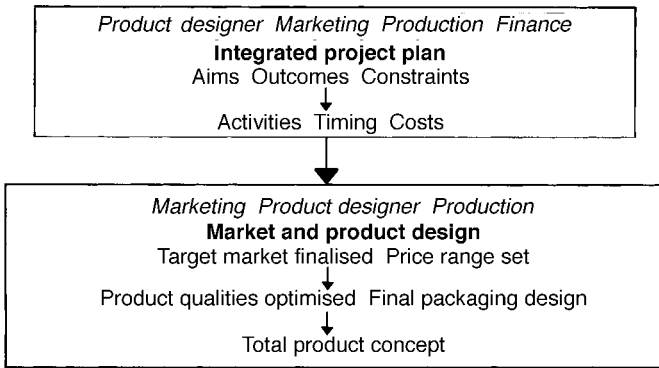 Product designer Marketing Production Finance
Integrated project plan
Aims Outcomes Constraints
Activities Timing Costs
Marketing Product designer Production
Market and product design
Target market finalised Price range set
Product qualities optimised Final packaging design
Total product concept